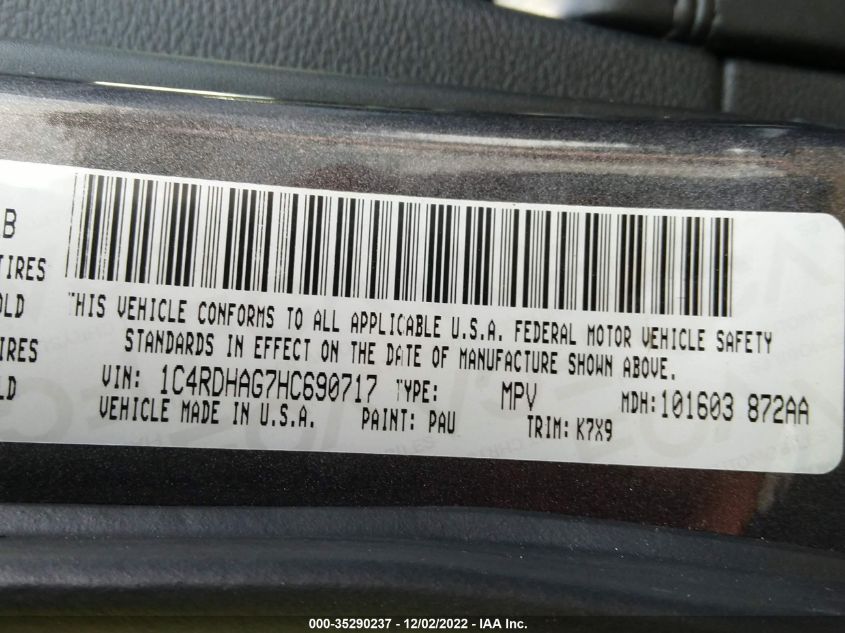 B
TIRES
OLD
IRES
LD
THIS VEHICLE CONFORMS TO ALL APPLICABLE U.S.A. FEDERAL MOTOR VEHICLE SAFETY
STANDARDS IN EFFECT ON THE DATE OF MANUFACTURE SHOWN ABOVE.
VIN: 1C4RDHAG7HC690717 TYPE: MPV MDH:101603 872AA
VEHICLE MADE IN U.S.A. PAINT: PAU TRIM: K7X9
000-35290237 - 12/02/2022 - IAA Inc.